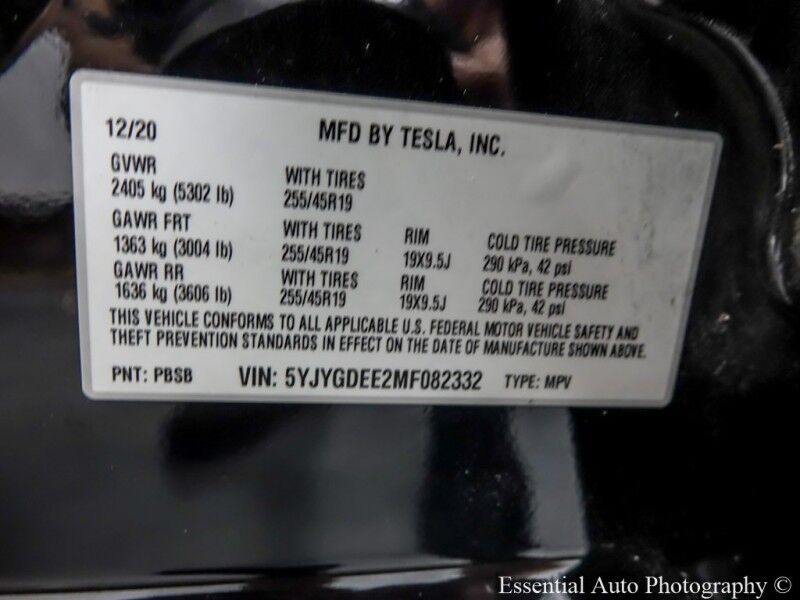 12/20 MFD BY TESLA, INC.
GVWR
2405 kg (5302 lb) WITH TIRES 255/45R19
GAWR FRT WITH TIRES RIM COLD TIRE PRESSURE
1363 kg (3004 lb) 255/45R19 19X9.5J 290 kPa, 42 psi
GAWR RR WITH TIRES RIM COLD TIRE PRESSURE
1636 kg (3606 lb) 255/45R19 19X9.5J 290 kPa, 42 psi
THIS VEHICLE CONFORMS TO ALL APPLICABLE U.S. FEDERAL MOTOR VEHICLE SAFETY AND
THEFT PREVENTION STANDARDS IN EFFECT ON THE DATE OF MANUFACTURE SHOWN ABOVE.
PNT: PBSB VIN: 5YJYGDEE2MF082332 TYPE: MPV
Essential Auto Photography ©